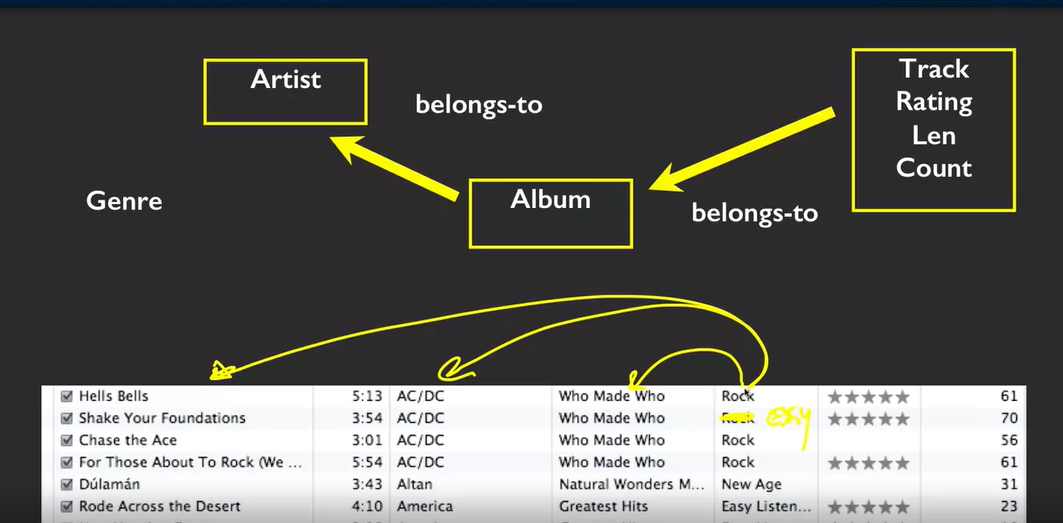 Artist
belongs-to
Track
Rating
Len
Count
Genre
Album
belongs-to
Hells Bells 5:13 AC/DC Who Made Who Rock ★★★★★ 61
Shake Your Foundations 3:54 AC/DC Who Made Who Rock ★★★★★ 70
Chase the Ace 3:01 AC/DC Who Made Who Rock 56
For Those About To Rock (We ... 5:54 AC/DC Who Made Who Rock ★★★★★ 61
Dúlamán 3:43 Altan Natural Wonders M... New Age 31
Rode Across the Desert 4:10 America Greatest Hits Easy Listen... ★★★★★ 23